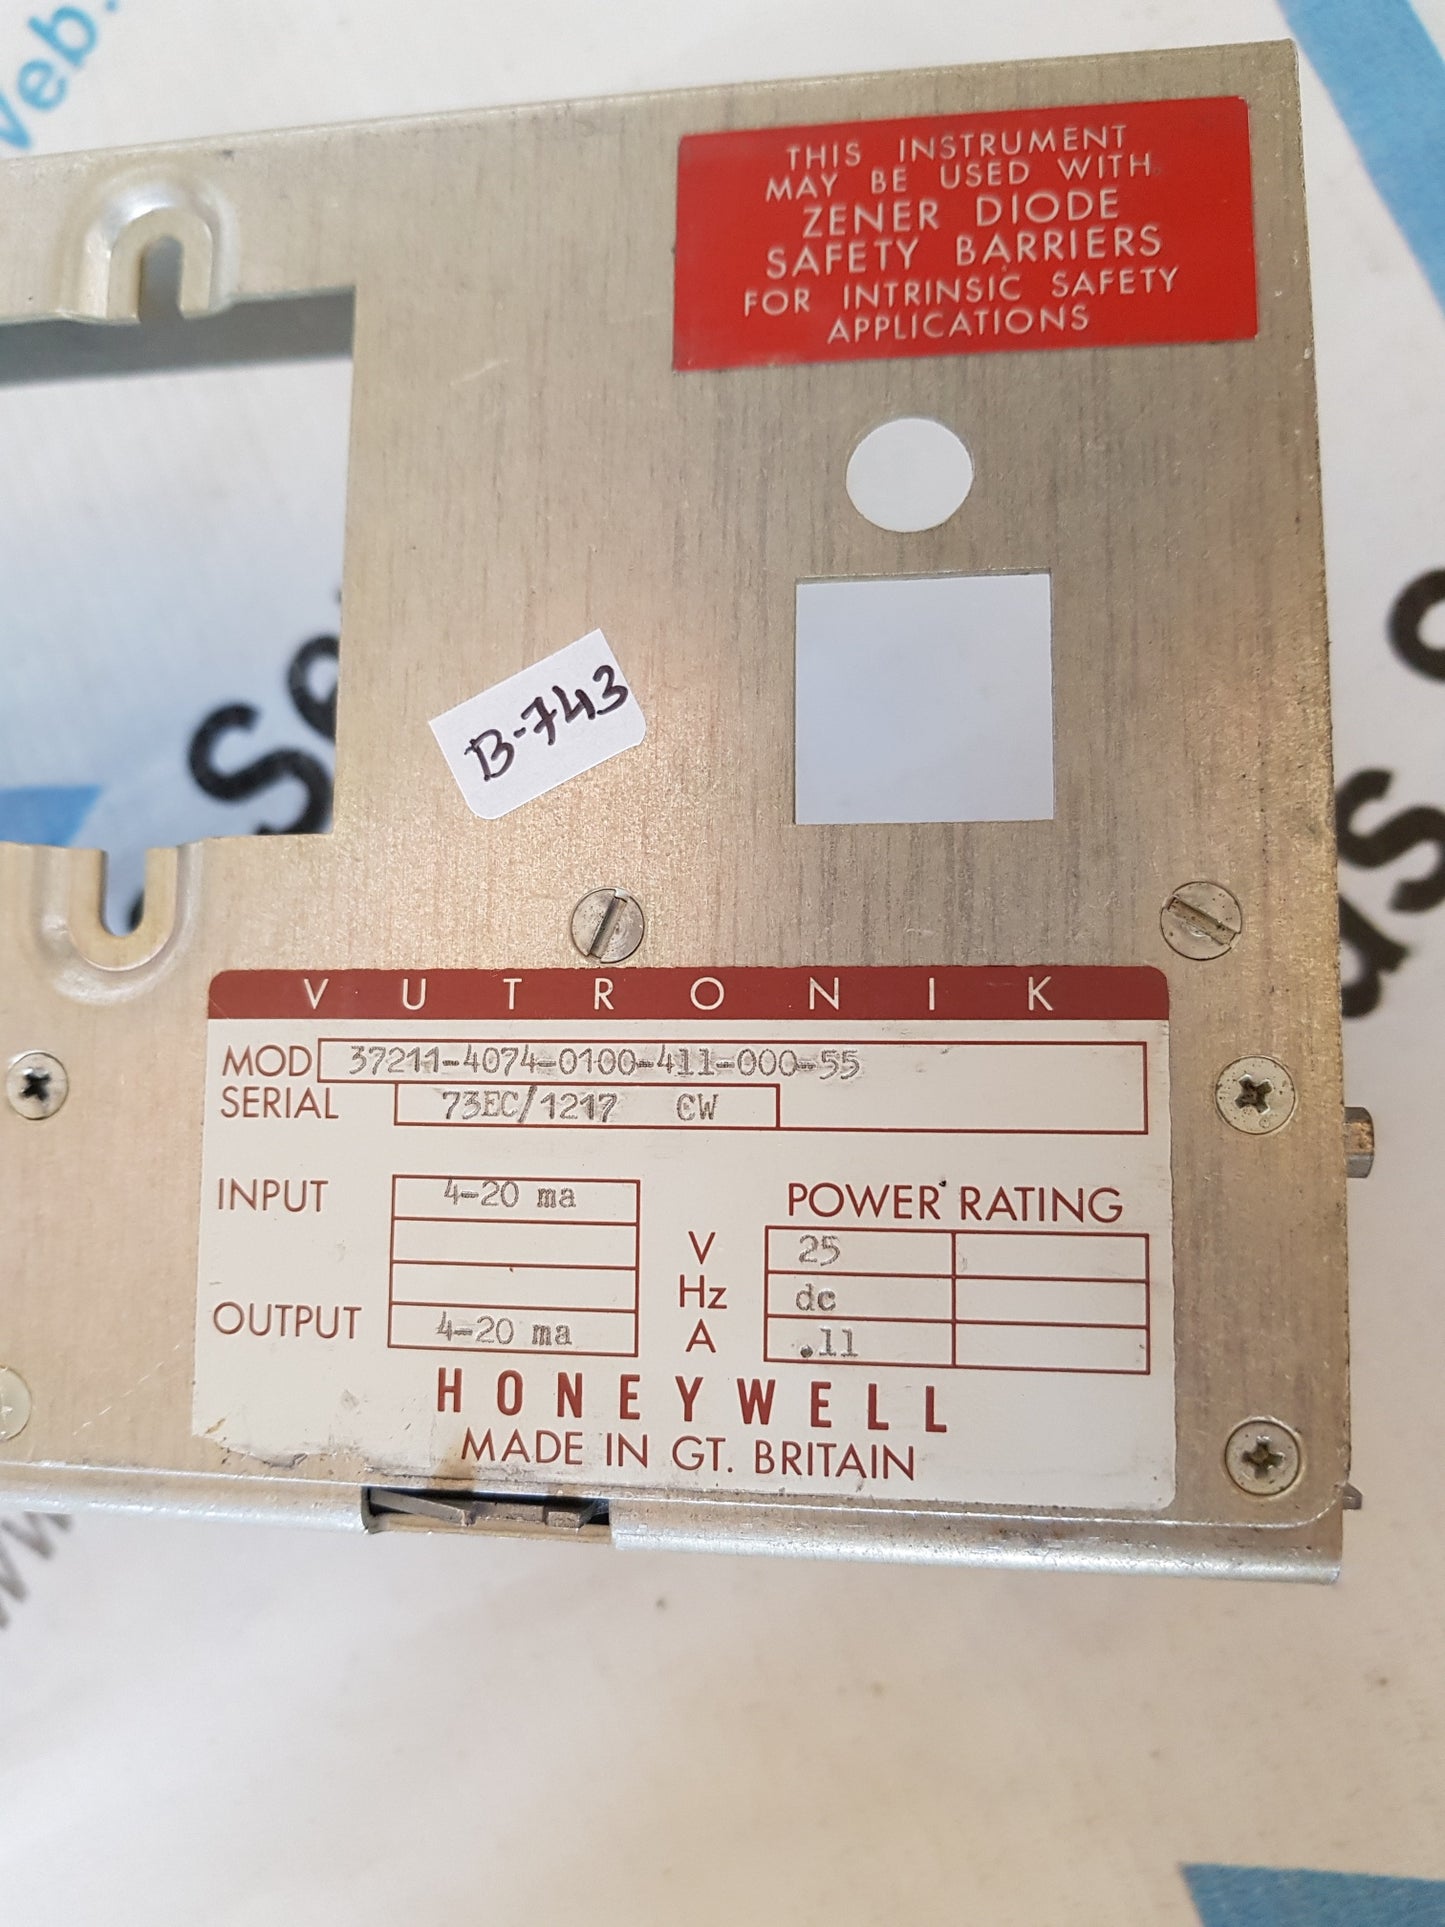 THIS INSTRUMENT
MAY BE USED WITH
ZENER DIODE
SAFETY BARRIERS
FOR INTRINSIC SAFETY
APPLICATIONS
B-743
VUTRONIK
MOD 37211-4074-0100-411-000-55
SERIAL 73EC/1217 CW
INPUT 4-20 ma
POWER RATING
V 25
Hz dc
OUTPUT 4-20 ma
A .11
HONEYWELL
MADE IN GT. BRITAIN